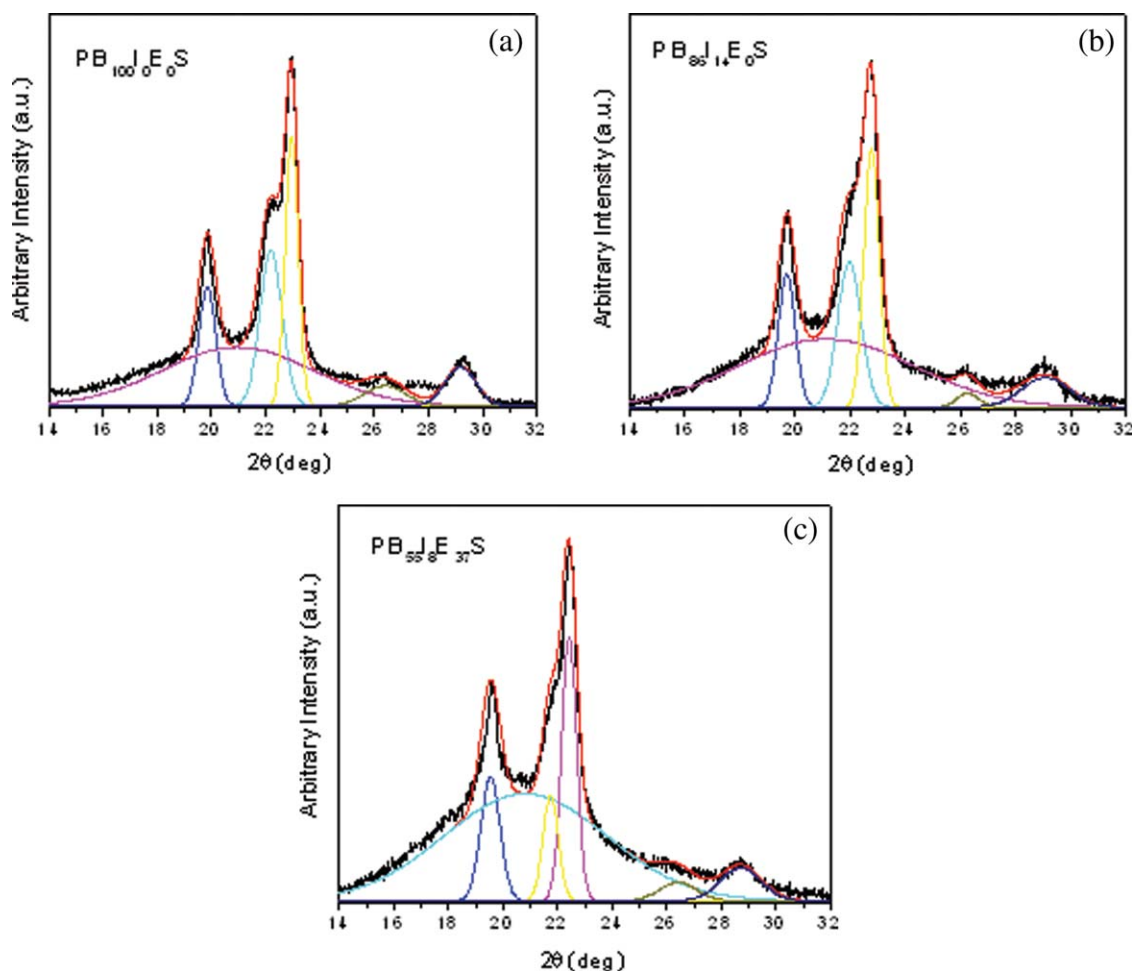 (a)
PB₁₀₀I₀E₀S
Arbitrary Intensity (a.u.)
14 16 18 20 22 24 26 28 30 32
2θ (deg)
(b)
PB₈₆I₁₄E₀S
Arbitrary Intensity (a.u.)
14 16 18 20 22 24 26 28 30 32
2θ (deg)
(c)
PB₅₅I₈E₃₇S
Arbitrary Intensity (a.u.)
14 16 18 20 22 24 26 28 30 32
2θ (deg)